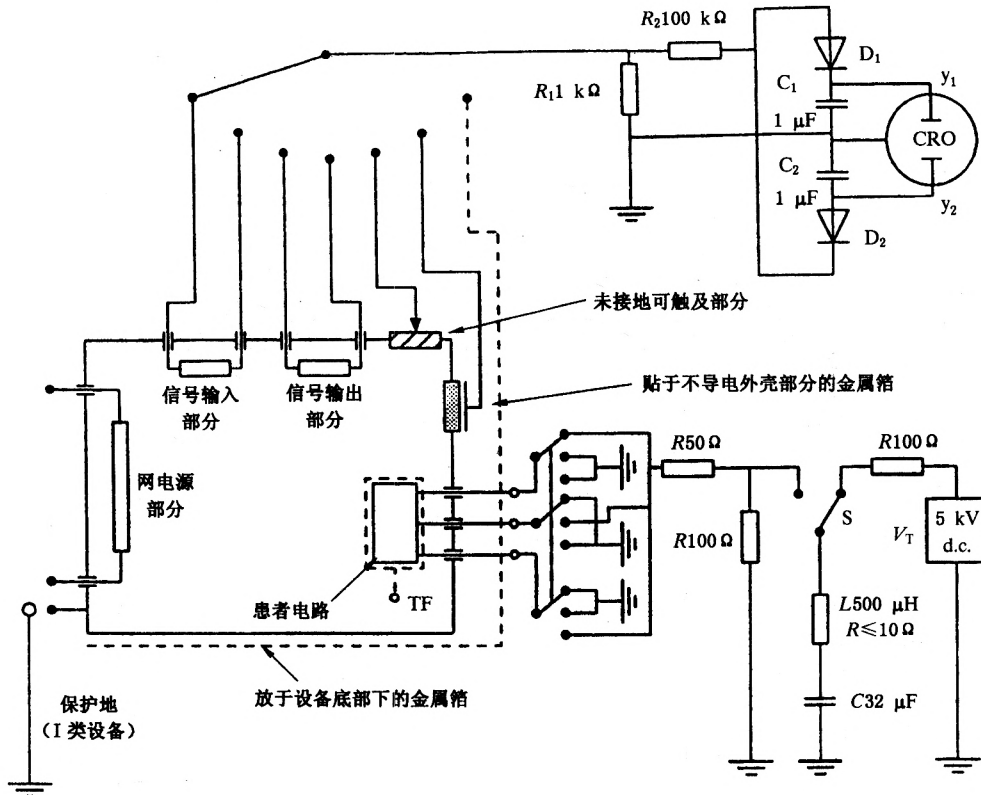 R₂100 kΩ
D₁
C₁
y₁
R₁1 kΩ
1 μF
CRO
C₂
1 μF
y₂
D₂
未接地可触及部分
信号输入
部分
信号输出
部分
贴于不导电外壳部分的金属箔
网电源
部分
R50Ω
R100Ω
S
V_T
5 kV
d.c.
R100Ω
患者电路
TF
L500 μH
R≤10Ω
放于设备底部下的金属箔
保护地
(I 类设备)
C32 μF